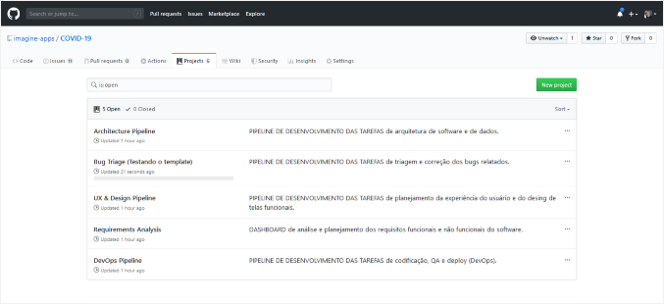 Search or jump to...
Pull requests Issues Marketplace Explore
imagine-apps / COVID-19
Unwatch 1 Star 0 Fork 0
Code Issues Pull requests Actions Projects 5 Wiki Security Insights Settings
is:open
New project
5 Open 0 Closed Sort
Architecture Pipeline PIPELINE DE DESENVOLVIMENTO DAS TAREFAS de arquitetura de software e de dados.
Updated 1 hour ago
Bug Triage (Testando o template) PIPELINE DE DESENVOLVIMENTO DAS TAREFAS de triagem e correção dos bugs relatados.
Updated 21 seconds ago
UX & Design Pipeline PIPELINE DE DESENVOLVIMENTO DAS TAREFAS de planejamento da experiência do usuário e do desing de
Updated 1 hour ago telas funcionais.
Requirements Analysis DASHBOARD de análise e planejamento dos requisitos funcionais e não funcionais do software.
Updated 1 hour ago
DevOps Pipeline PIPELINE DE DESENVOLVIMENTO DAS TAREFAS de codificação, QA e deploy (DevOps).
Updated 1 hour ago